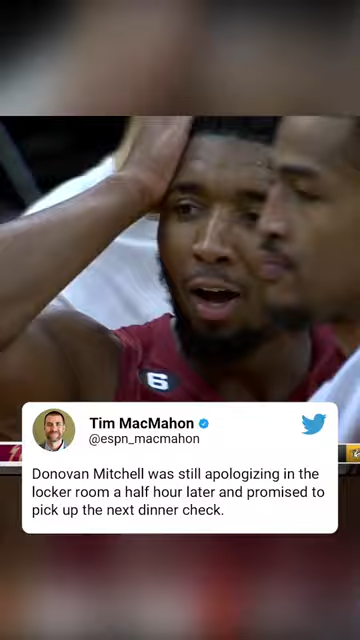 6
Tim MacMahon
@espn_macmahon
Donovan Mitchell was still apologizing in the
locker room a half hour later and promised to
pick up the next dinner check.